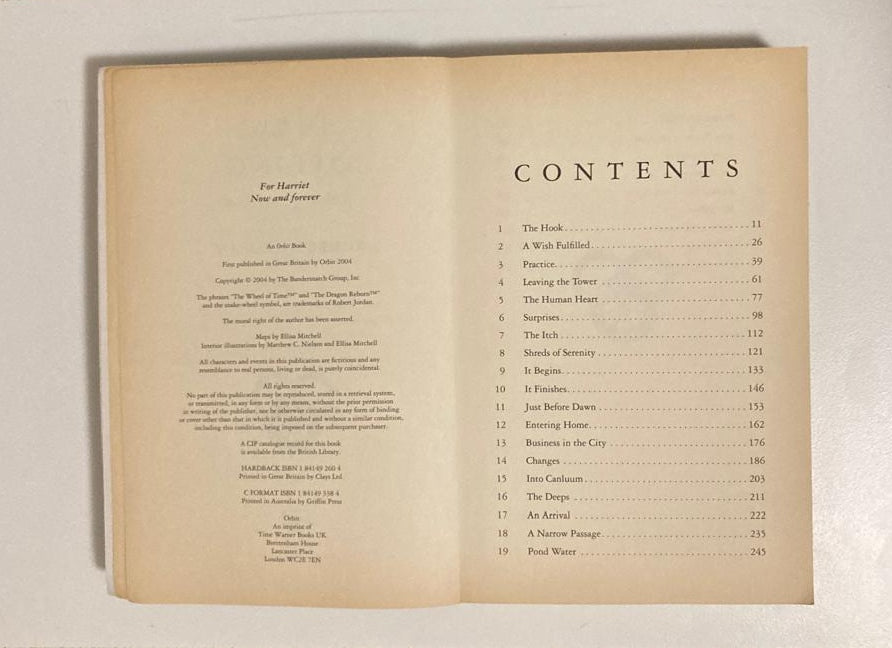 For Harriet
Now and forever
An Orbit Book
First published in Great Britain by Orbit 2004
Copyright © 2004 by The Bandersnatch Group, Inc
The phrases "The Wheel of Time™" and "The Dragon Reborn™"
and the snake-wheel symbol, are trademarks of Robert Jordan.
The moral right of the author has been asserted.
Maps by Ellisa Mitchell
Interior illustrations by Matthew C. Nielsen and Ellisa Mitchell
All characters and events in this publication are fictitious and any
resemblance to real persons, living or dead, is purely coincidental.
All rights reserved.
No part of this publication may be reproduced, stored in a retrieval system,
or transmitted, in any form or by any means, without the prior permission
in writing of the publisher, nor be otherwise circulated in any form of binding
or cover other than that in which it is published and without a similar condition,
including this condition, being imposed on the subsequent purchaser.
A CIP catalogue record for this book
is available from the British Library.
HARDBACK ISBN 1 84149 260 4
Printed in Great Britain by Clays Ltd
C FORMAT ISBN 1 84149 358 4
Printed in Australia by Griffin Press
Orbit
An imprint of
Time Warner Books UK
Brettenham House
Lancaster Place
London WC2E 7EN
CONTENTS
1 The Hook 11
2 A Wish Fulfilled 26
3 Practice 39
4 Leaving the Tower 61
5 The Human Heart 77
6 Surprises 98
7 The Itch 112
8 Shreds of Serenity 121
9 It Begins 133
10 It Finishes 146
11 Just Before Dawn 153
12 Entering Home 162
13 Business in the City 176
14 Changes 186
15 Into Canluum 203
16 The Deeps 211
17 An Arrival 222
18 A Narrow Passage 235
19 Pond Water 245